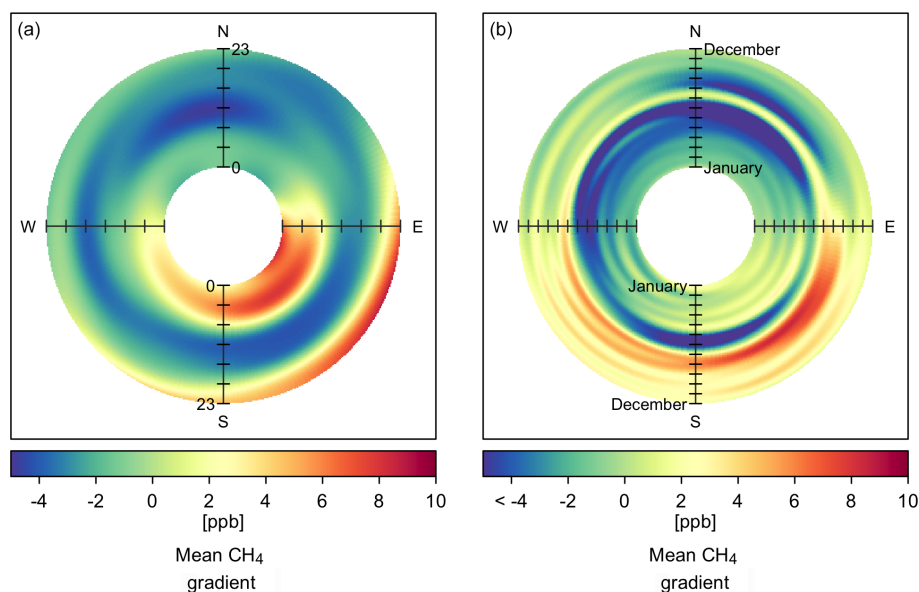 (a)
N
23
0
W
E
0
23
S
-4 -2 0 2 4 6 8 10
[ppb]
Mean CH4
gradient
(b)
N
December
January
W
E
January
December
S
< -4 -2 0 2 4 6 8 10
[ppb]
Mean CH4
gradient